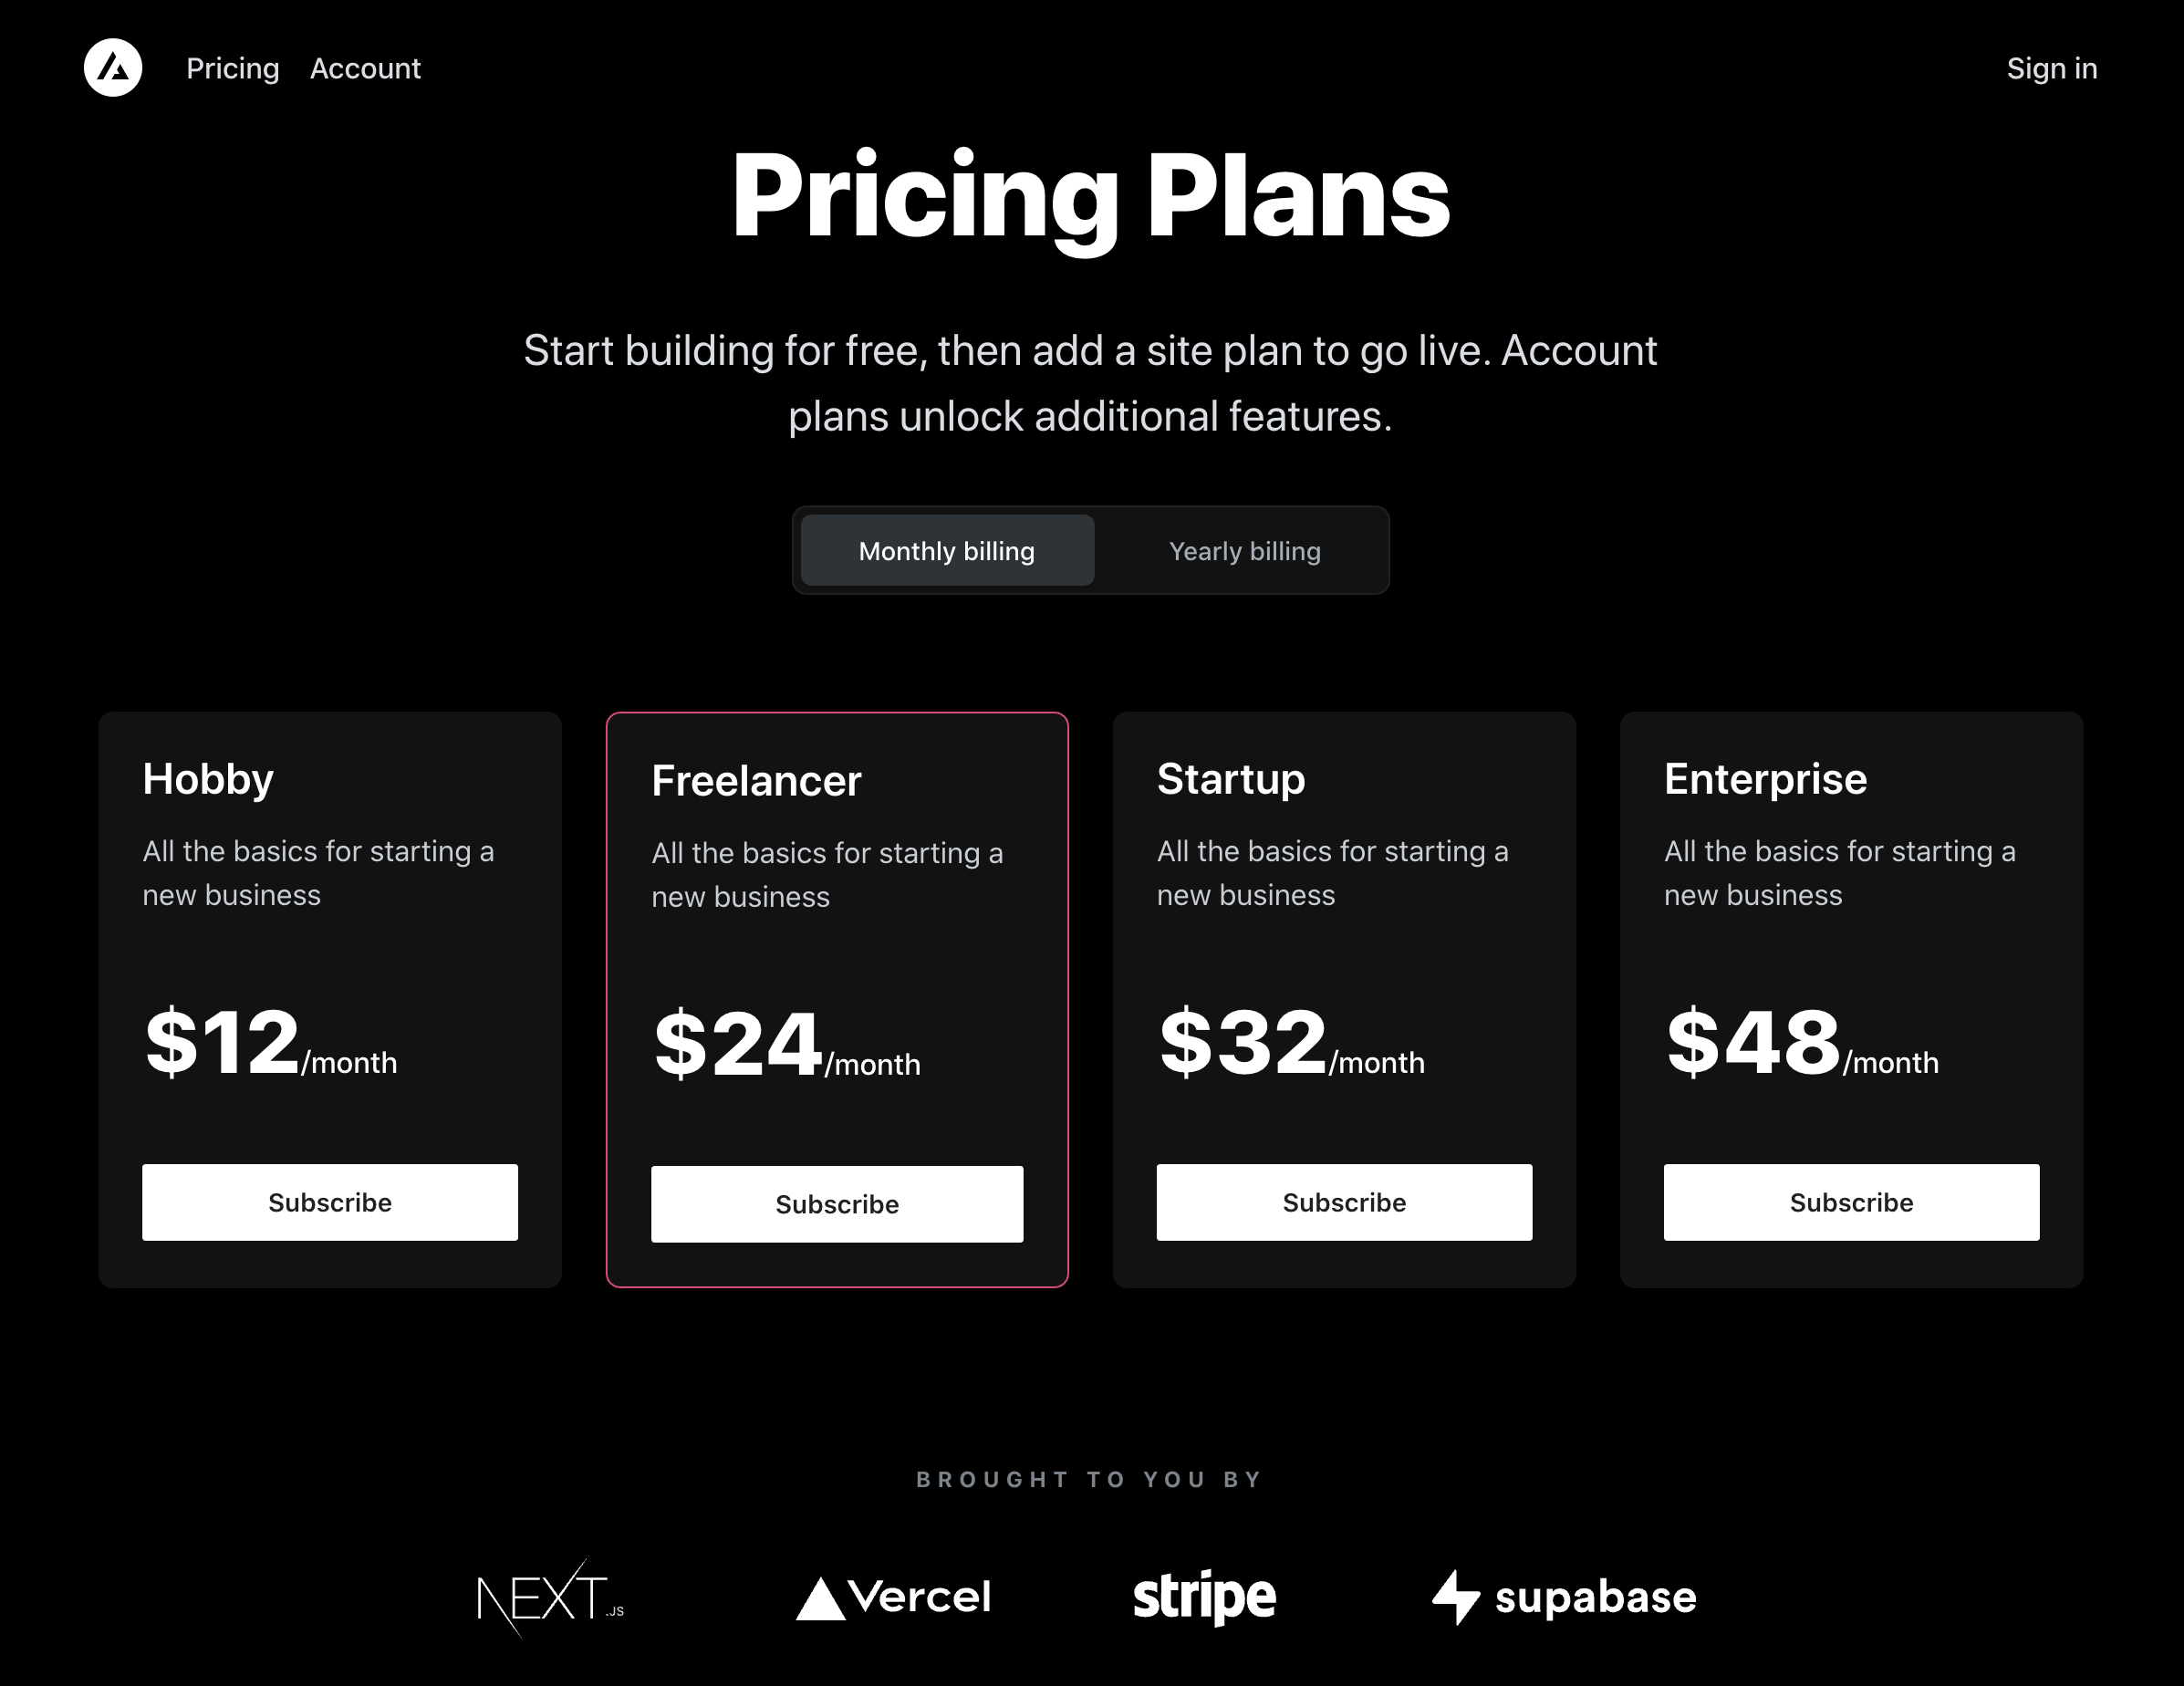 Pricing Account Sign in
Pricing Plans
Start building for free, then add a site plan to go live. Account
plans unlock additional features.
Monthly billing Yearly billing
Hobby
All the basics for starting a
new business
$12/month
Subscribe
Freelancer
All the basics for starting a
new business
$24/month
Subscribe
Startup
All the basics for starting a
new business
$32/month
Subscribe
Enterprise
All the basics for starting a
new business
$48/month
Subscribe
BROUGHT TO YOU BY
NEXT.JS Vercel stripe supabase